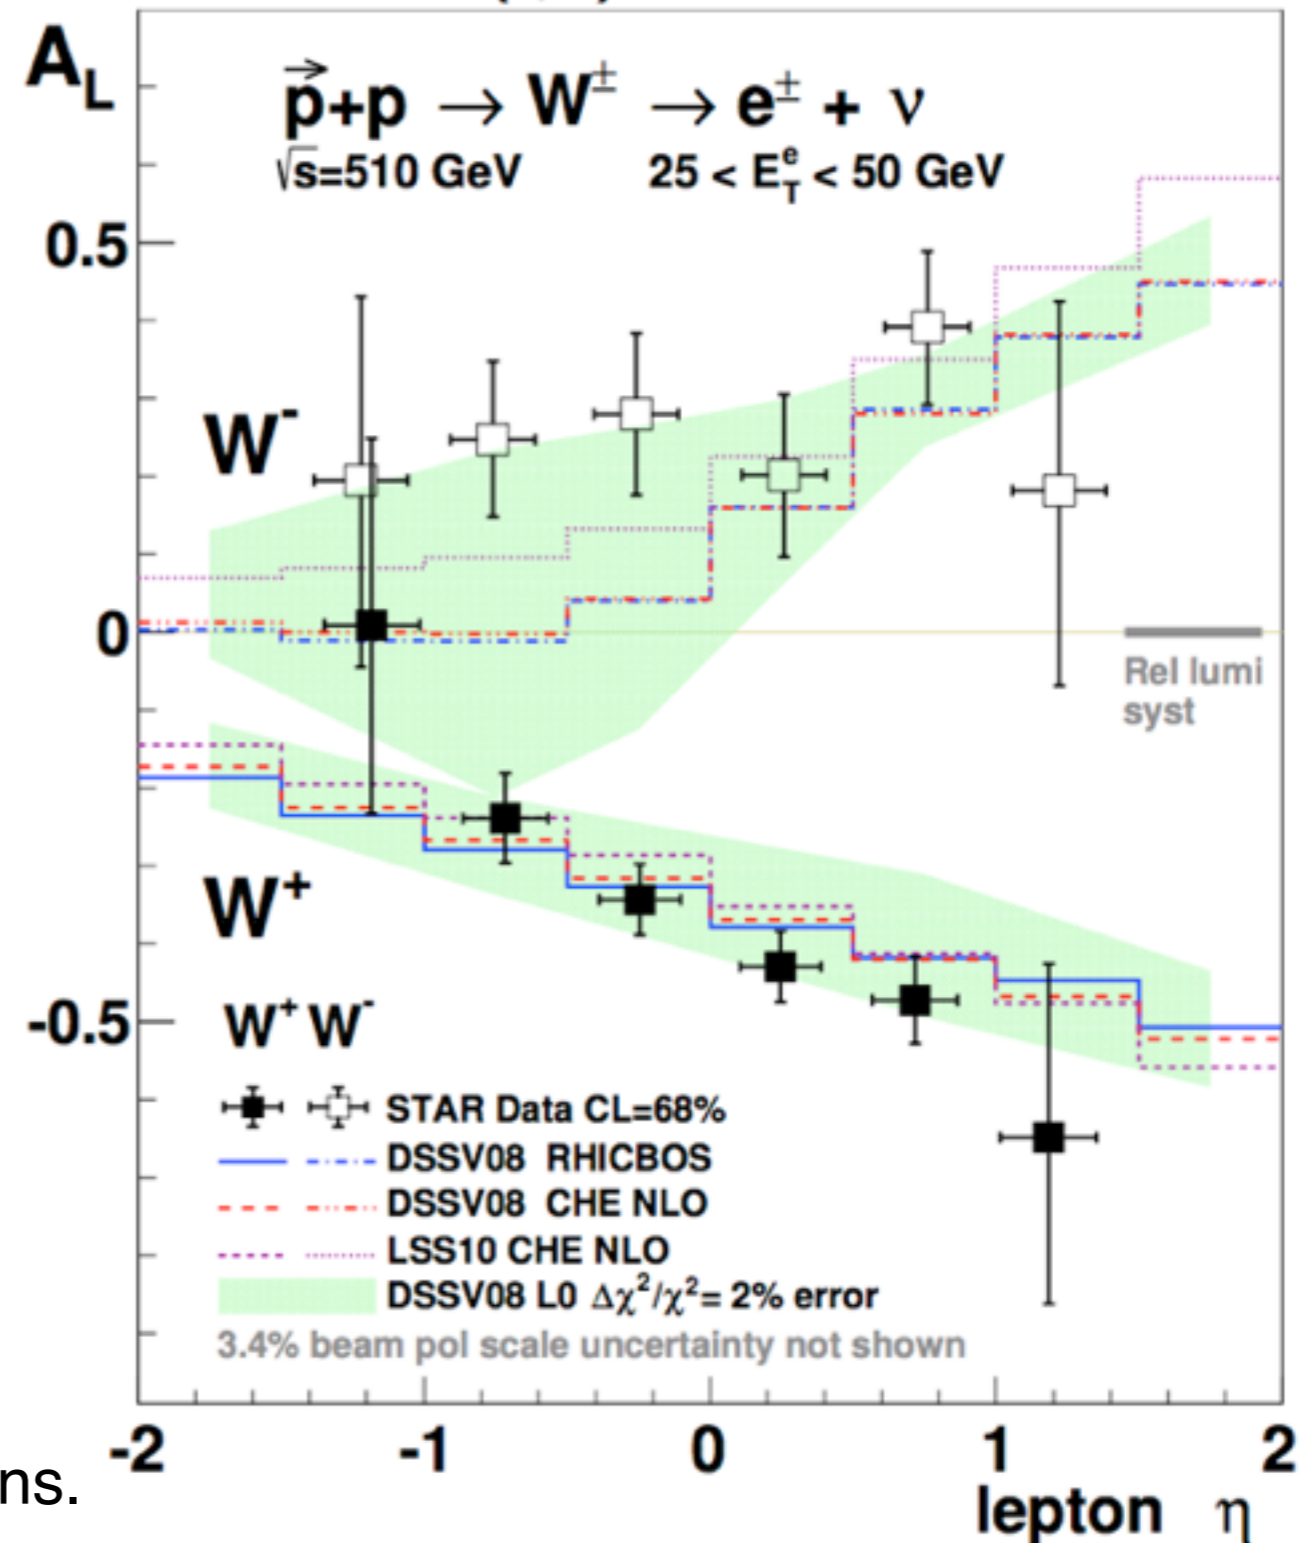 A_L
p⃗+p → W± → e± + ν
√s=510 GeV 25 < E_T^e < 50 GeV
0.5
W-
0
Rel lumi
syst
W+
W+ W-
-0.5
STAR Data CL=68%
DSSV08 RHICBOS
DSSV08 CHE NLO
LSS10 CHE NLO
DSSV08 L0 Δχ²/χ²= 2% error
3.4% beam pol scale uncertainty not shown
-2 -1 0 1 2
ns.
lepton η